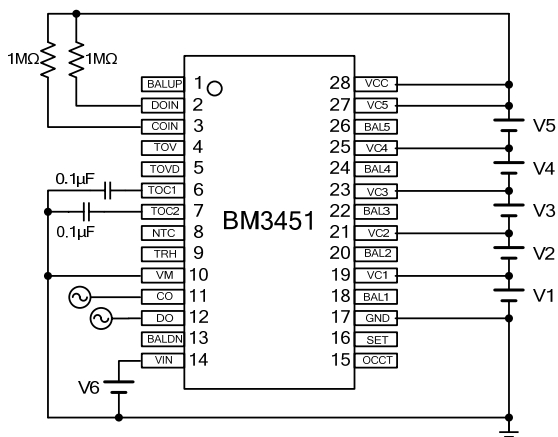 1MΩ
1MΩ
BALUP 1
DOIN 2
COIN 3
TOV 4
TOVD 5
0.1μF
TOC1 6
TOC2 7
0.1μF
NTC 8
TRH 9
VM 10
CO 11
DO 12
BALDN 13
VIN 14
V6
BM3451
28 VCC
27 VC5
26 BAL5
25 VC4
24 BAL4
23 VC3
22 BAL3
21 VC2
20 BAL2
19 VC1
18 BAL1
17 GND
16 SET
15 OCCT
V5
V4
V3
V2
V1